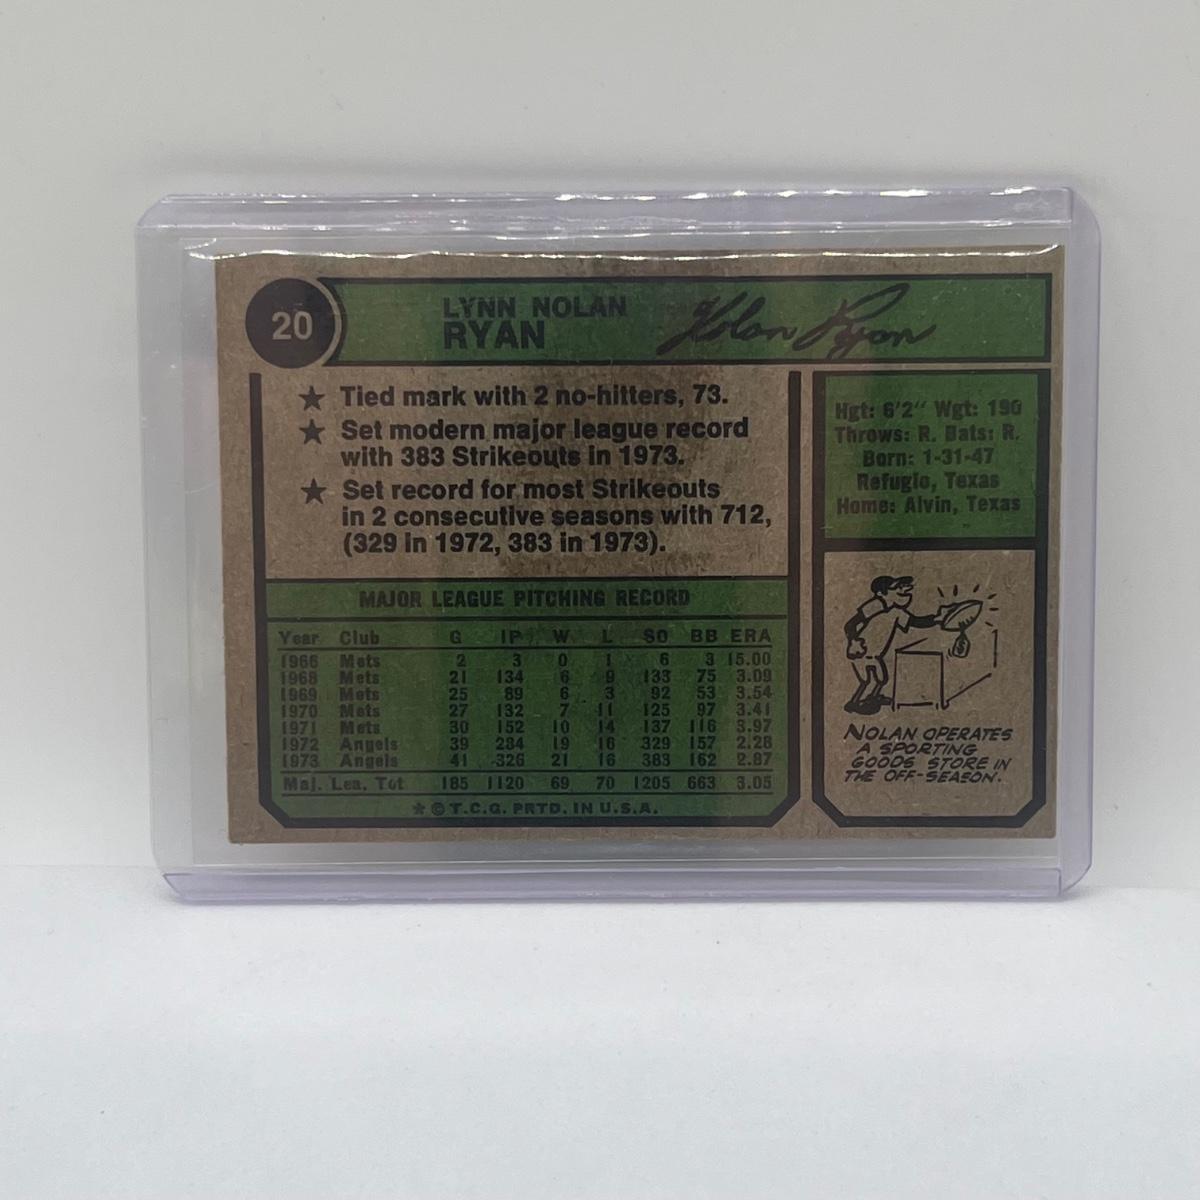 20
LYNN NOLAN
RYAN
Nolan Ryan
★ Tied mark with 2 no-hitters, 73.
★ Set modern major league record
with 383 Strikeouts in 1973.
★ Set record for most Strikeouts
in 2 consecutive seasons with 712,
(329 in 1972, 383 in 1973).
Hgt: 6'2" Wgt: 190
Throws: R. Bats: R.
Born: 1-31-47
Refugio, Texas
Home: Alvin, Texas
MAJOR LEAGUE PITCHING RECORD
Year Club G IP W L SO BB ERA
1966 Mets 2 3 0 1 6 3 15.00
1968 Mets 21 134 6 9 133 75 3.09
1969 Mets 25 89 6 3 92 53 3.54
1970 Mets 27 132 7 11 125 97 3.41
1971 Mets 30 152 10 14 137 116 3.97
1972 Angels 39 284 19 16 329 157 2.28
1973 Angels 41 326 21 16 383 162 2.87
Maj. Lea. Tot 185 1120 69 70 1205 663 3.05
* © T.C.G. PRTD. IN U.S.A.
$
NOLAN OPERATES
A SPORTING
GOODS STORE IN
THE OFF-SEASON.